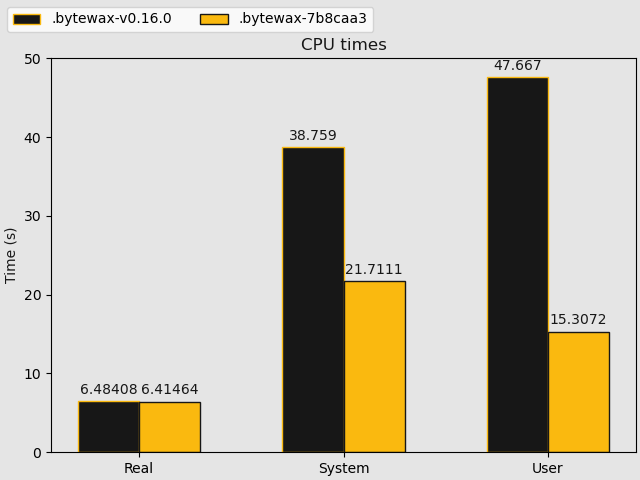 .bytewax-v0.16.0 .bytewax-7b8caa3
CPU times
Time (s)
50
40
30
20
10
0
6.48408 6.41464
38.759
21.7111
47.667
15.3072
Real System User